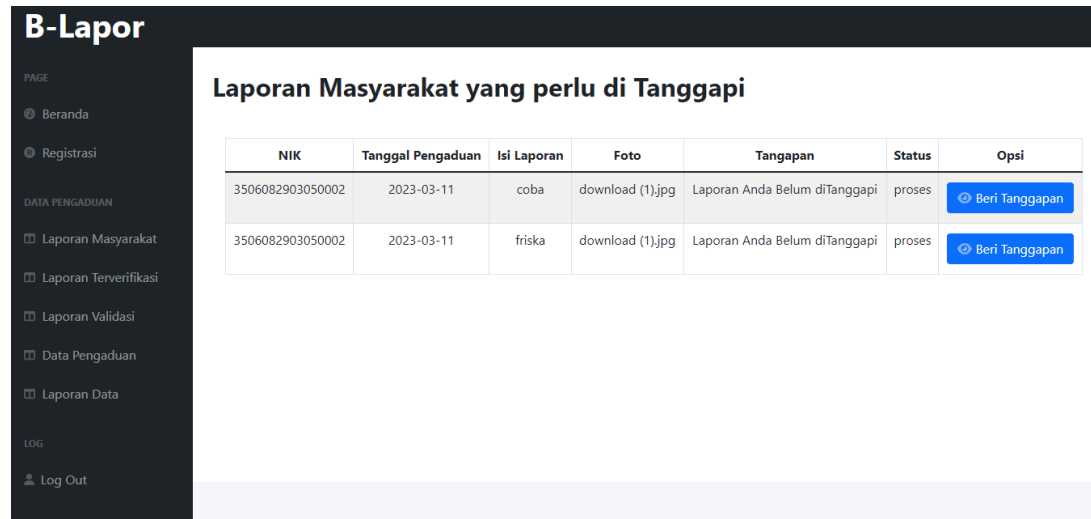 B-Lapor
PAGE
Beranda
Registrasi
DATA PENGADUAN
Laporan Masyarakat
Laporan Terverifikasi
Laporan Validasi
Data Pengaduan
Laporan Data
LOG
Log Out
Laporan Masyarakat yang perlu di Tanggapi
NIK Tanggal Pengaduan Isi Laporan Foto Tangapan Status Opsi
3506082903050002 2023-03-11 coba download (1).jpg Laporan Anda Belum diTanggapi proses Beri Tanggapan
3506082903050002 2023-03-11 friska download (1).jpg Laporan Anda Belum diTanggapi proses Beri Tanggapan